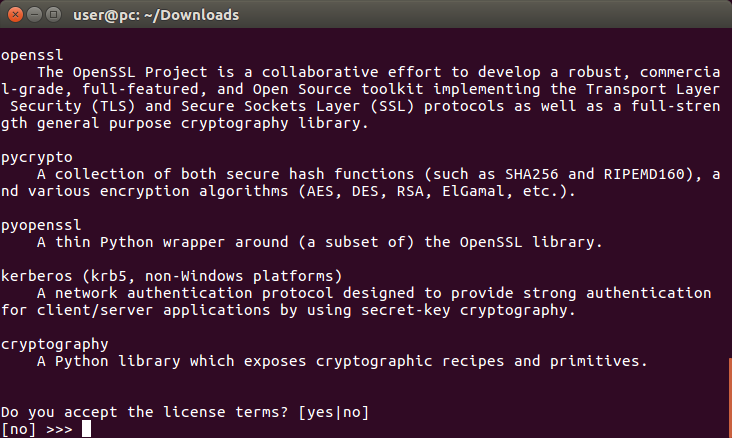 user@pc: ~/Downloads
openssl
The OpenSSL Project is a collaborative effort to develop a robust, commercia
l-grade, full-featured, and Open Source toolkit implementing the Transport Layer
Security (TLS) and Secure Sockets Layer (SSL) protocols as well as a full-stren
gth general purpose cryptography library.
pycrypto
A collection of both secure hash functions (such as SHA256 and RIPEMD160), a
nd various encryption algorithms (AES, DES, RSA, ElGamal, etc.).
pyopenssl
A thin Python wrapper around (a subset of) the OpenSSL library.
kerberos (krb5, non-Windows platforms)
A network authentication protocol designed to provide strong authentication
for client/server applications by using secret-key cryptography.
cryptography
A Python library which exposes cryptographic recipes and primitives.
Do you accept the license terms? [yes|no]
[no] >>>